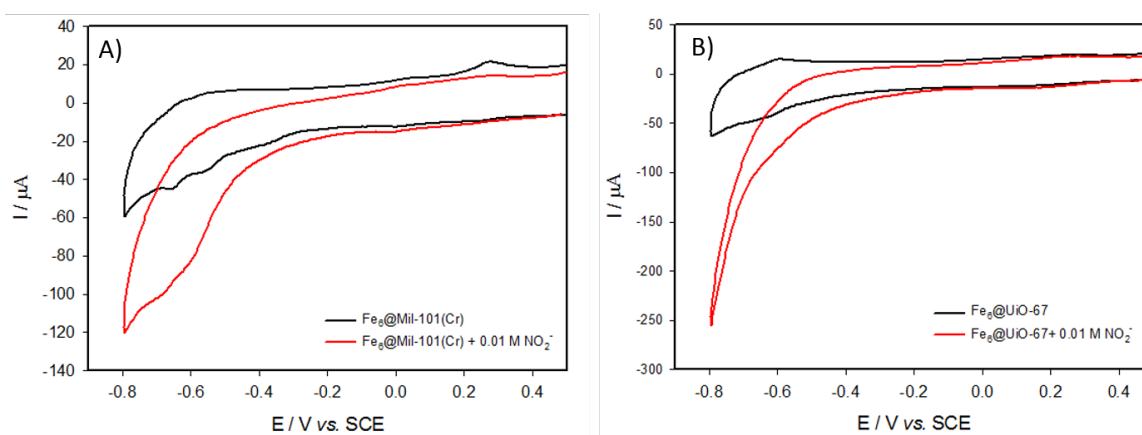 A)
40
20
0
-20
-40
-60
-80
-100
-120
-140
I / µA
-0.8 -0.6 -0.4 -0.2 0.0 0.2 0.4
E / V vs. SCE
Fe₆@Mil-101(Cr)
Fe₆@Mil-101(Cr) + 0.01 M NO₂⁻
B)
50
0
-50
-100
-150
-200
-250
-300
I / µA
-0.8 -0.6 -0.4 -0.2 0.0 0.2 0.4
E / V vs. SCE
Fe₆@UiO-67
Fe₆@UiO-67+ 0.01 M NO₂⁻